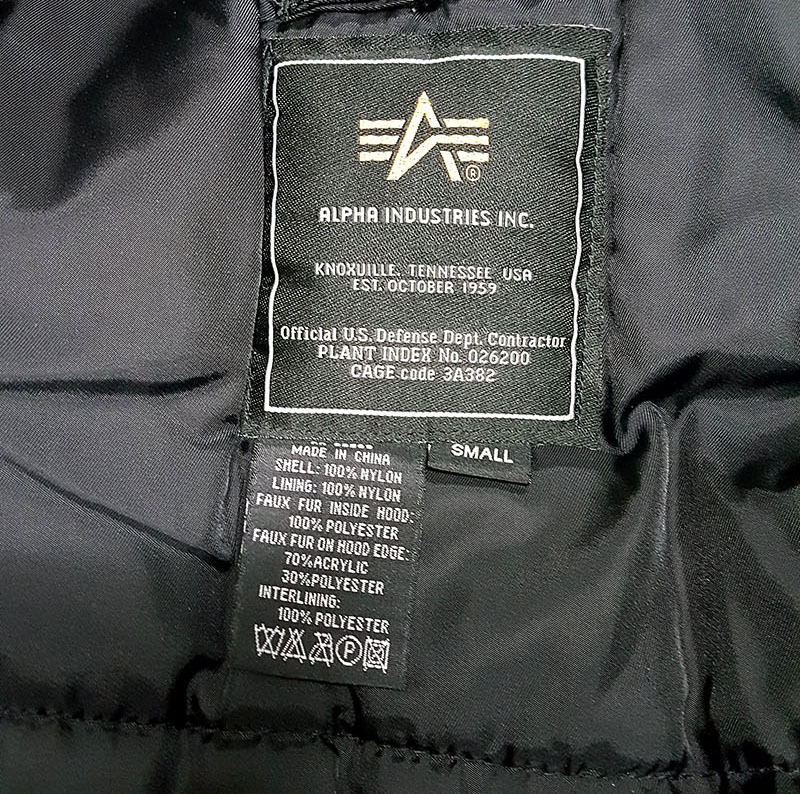 ®
ALPHA INDUSTRIES INC.
KNOXVILLE, TENNESSEE USA
EST. OCTOBER 1959
Official U.S. Defense Dept. Contractor
PLANT INDEX No. 026200
CAGE code 3A382
SMALL
MADE IN CHINA
SHELL: 100% NYLON
LINING: 100% NYLON
FAUX FUR INSIDE HOOD:
100% POLYESTER
FAUX FUR ON HOOD EDGE:
70%ACRYLIC
30%POLYESTER
INTERLINING:
100% POLYESTER
P